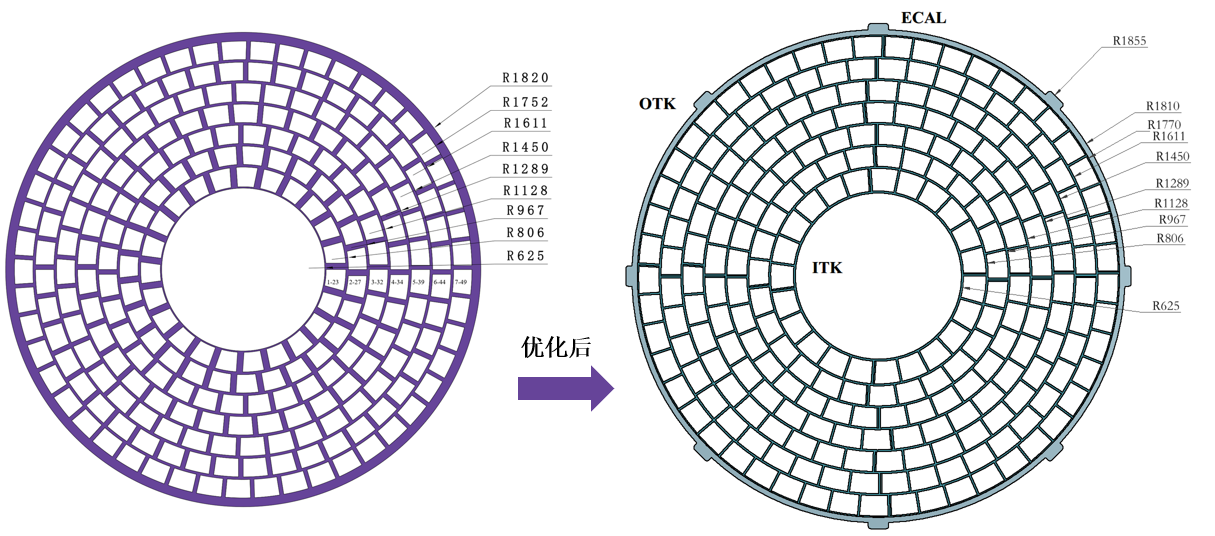 R1820
R1752
R1611
R1450
R1289
R1128
R967
R806
R625
1-23 2-27 3-32 4-34 5-39 6-44 7-49
优化后
ECAL
OTK
ITK
R1855
R1810
R1770
R1611
R1450
R1289
R1128
R967
R806
R625